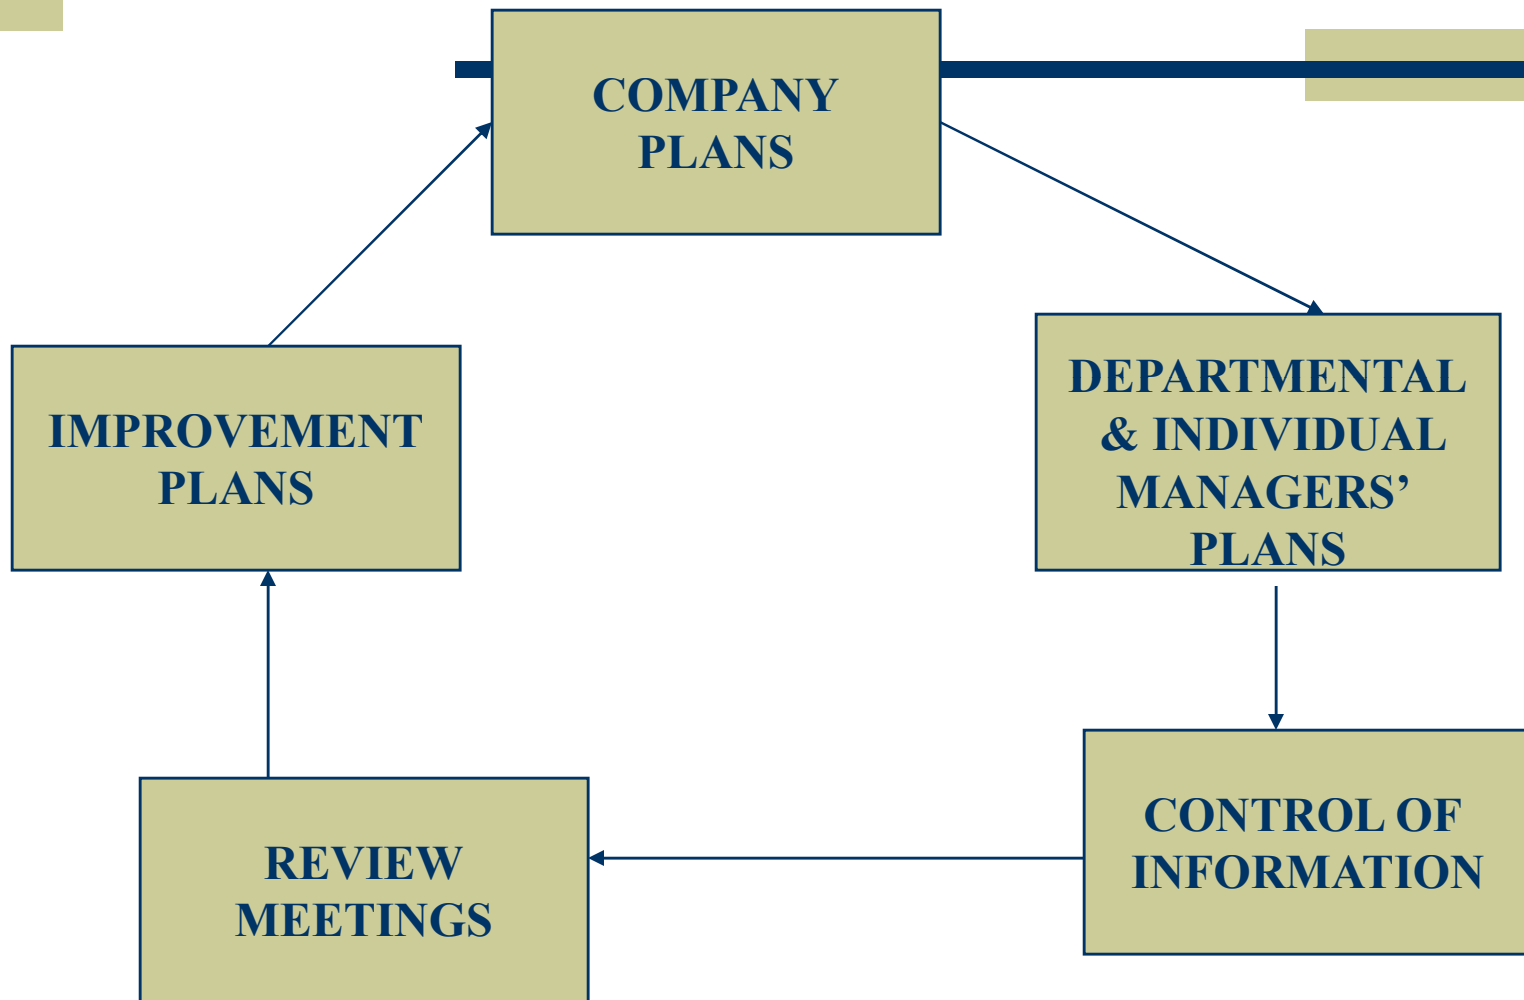 COMPANY
PLANS
DEPARTMENTAL
& INDIVIDUAL
MANAGERS’
PLANS
CONTROL OF
INFORMATION
REVIEW
MEETINGS
IMPROVEMENT
PLANS